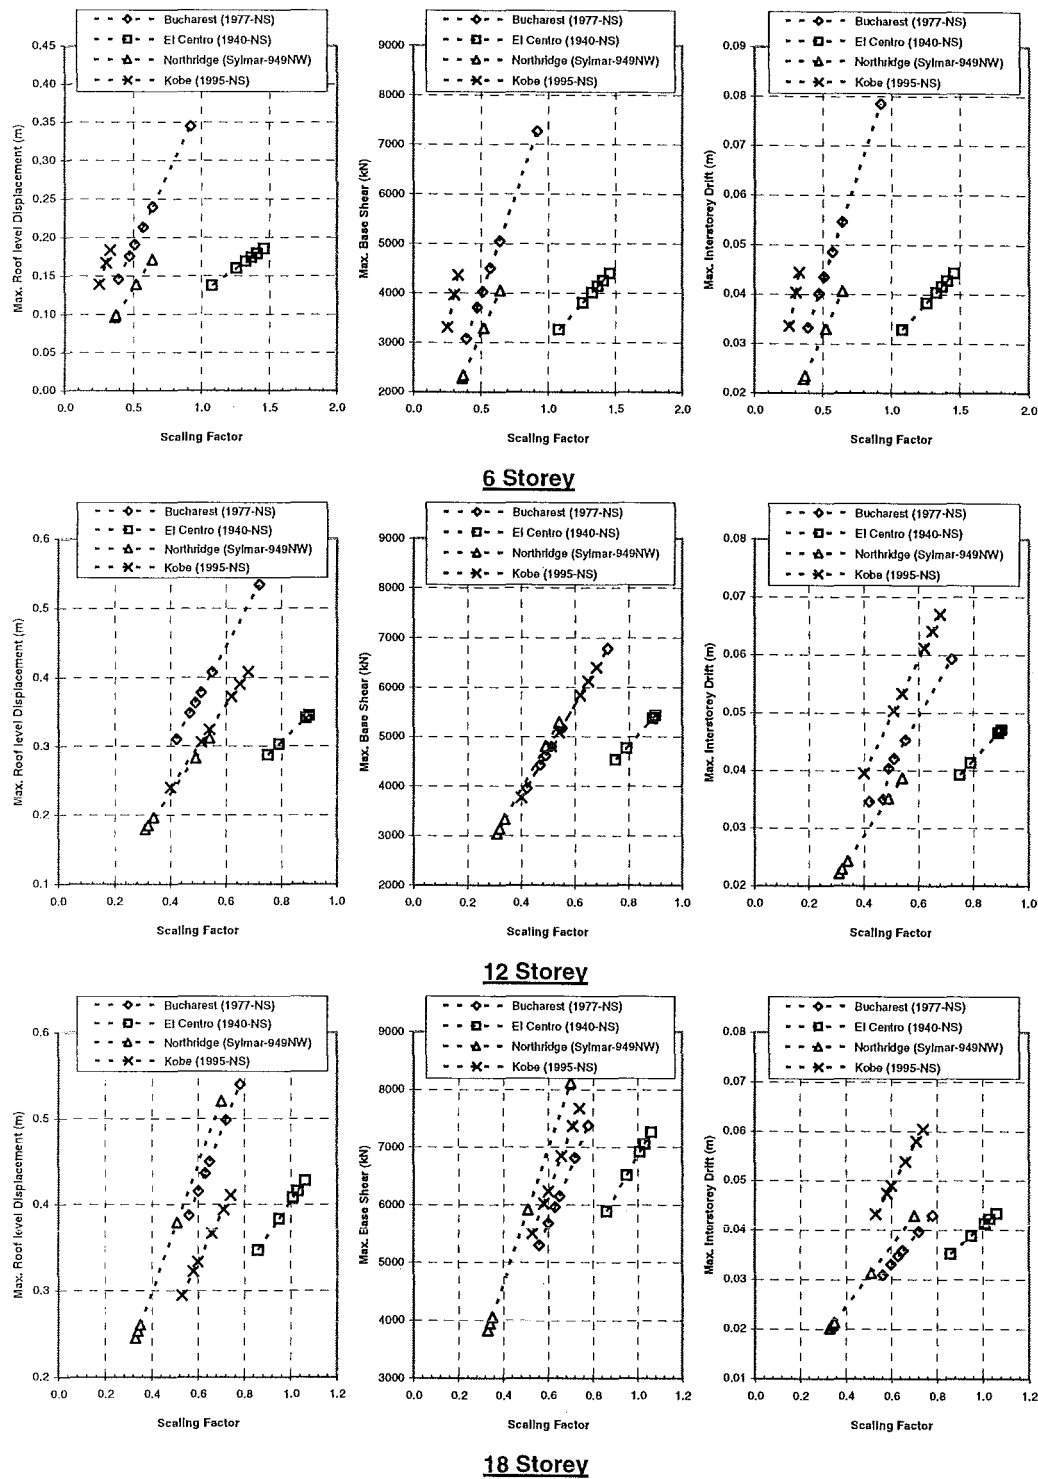 Bucharest (1977-NS)
El Centro (1940-NS)
Northridge (Sylmar-949NW)
Kobe (1995-NS)
Max. Roof level Displacement (m)
0.45
0.40
0.35
0.30
0.25
0.20
0.15
0.10
0.05
0.00
0.0 0.5 1.0 1.5 2.0
Scaling Factor
Bucharest (1977-NS)
El Centro (1940-NS)
Northridge (Sylmar-949NW)
Kobe (1995-NS)
Max. Base Shear (kN)
9000
8000
7000
6000
5000
4000
3000
2000
0.0 0.5 1.0 1.5 2.0
Scaling Factor
Bucharest (1977-NS)
El Centro (1940-NS)
Northridge (Sylmar-949NW)
Kobe (1995-NS)
Max. Interstorey Drift (m)
0.09
0.08
0.07
0.06
0.05
0.04
0.03
0.02
0.0 0.5 1.0 1.5 2.0
Scaling Factor
6 Storey
Bucharest (1977-NS)
El Centro (1940-NS)
Northridge (Sylmar-949NW)
Kobe (1995-NS)
Max. Roof level Displacement (m)
0.6
0.5
0.4
0.3
0.2
0.1
0.0 0.2 0.4 0.6 0.8 1.0
Scaling Factor
Bucharest (1977-NS)
El Centro (1940-NS)
Northridge (Sylmar-949NW)
Kobe (1995-NS)
Max. Base Shear (kN)
9000
8000
7000
6000
5000
4000
3000
2000
0.0 0.2 0.4 0.6 0.8 1.0
Scaling Factor
Bucharest (1977-NS)
El Centro (1940-NS)
Northridge (Sylmar-949NW)
Kobe (1995-NS)
Max. Interstorey Drift (m)
0.08
0.07
0.06
0.05
0.04
0.03
0.02
0.0 0.2 0.4 0.6 0.8 1.0
Scaling Factor
12 Storey
Bucharest (1977-NS)
El Centro (1940-NS)
Northridge (Sylmar-949NW)
Kobe (1995-NS)
Max. Roof level Displacement (m)
0.6
0.5
0.4
0.3
0.2
0.0 0.2 0.4 0.6 0.8 1.0 1.2
Scaling Factor
Bucharest (1977-NS)
El Centro (1940-NS)
Northridge (Sylmar-949NW)
Kobe (1995-NS)
Max. Base Shear (kN)
9000
8000
7000
6000
5000
4000
3000
0.0 0.2 0.4 0.6 0.8 1.0 1.2
Scaling Factor
Bucharest (1977-NS)
El Centro (1940-NS)
Northridge (Sylmar-949NW)
Kobe (1995-NS)
Max. Interstorey Drift (m)
0.08
0.07
0.06
0.05
0.04
0.03
0.02
0.01
0.0 0.2 0.4 0.6 0.8 1.0 1.2
Scaling Factor
18 Storey